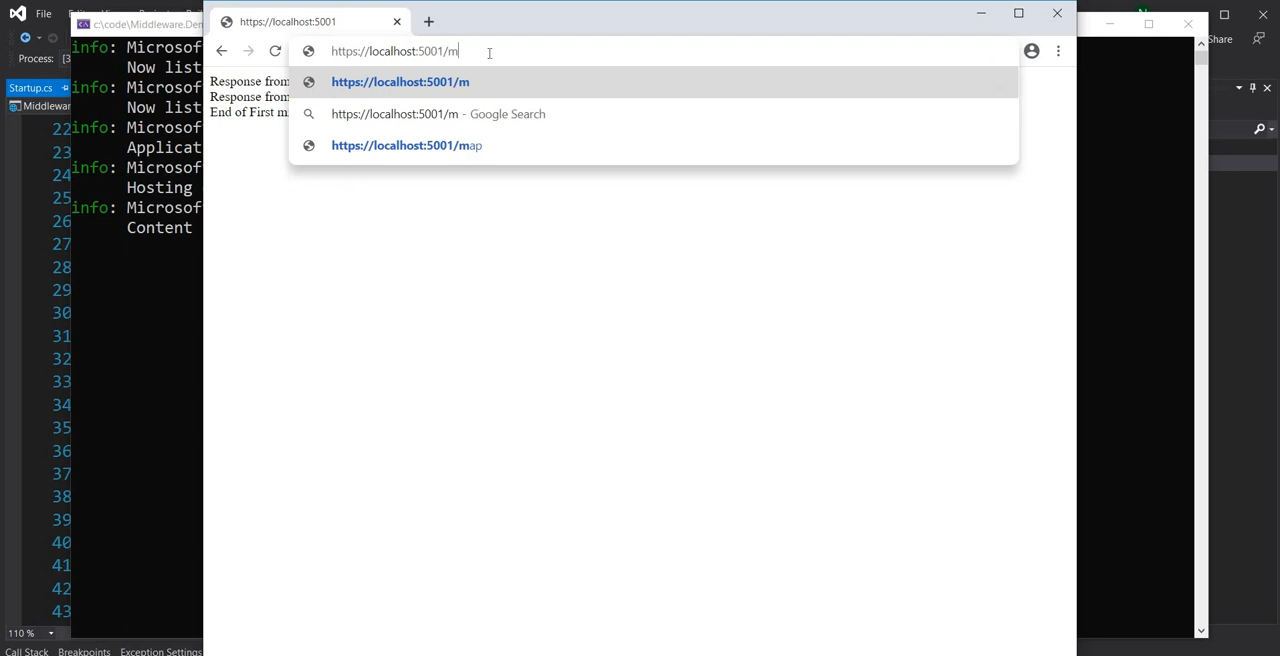 File
c:\code\Middleware.Den
https://localhost:5001
Share
Process:
https://localhost:5001/m
Startup.cs
Middlewar
https://localhost:5001/m
https://localhost:5001/m - Google Search
https://localhost:5001/map
Response from
Response from
End of First m
info: Microsof
Now list
info: Microsof
Now list
info: Microsof
Applicat
info: Microsof
Hosting
info: Microsof
Content
22
23
24
25
26
27
28
29
30
31
32
33
34
35
36
37
38
39
40
41
42
43
110 %
Call Stack Breakpoints Exception Settings